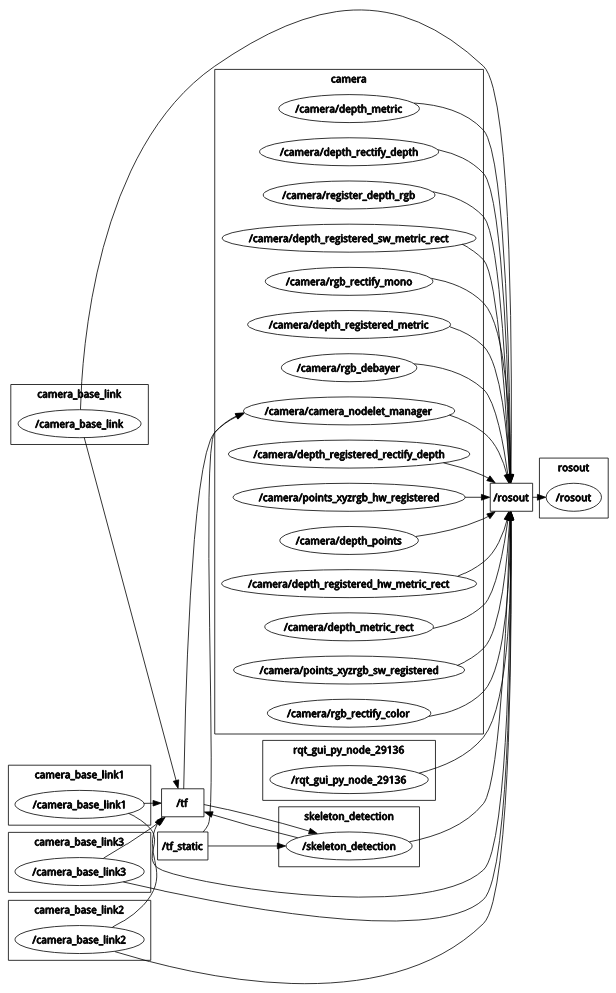 camera
/camera/depth_metric
/camera/depth_rectify_depth
/camera/register_depth_rgb
/camera/depth_registered_sw_metric_rect
/camera/rgb_rectify_mono
/camera/depth_registered_metric
/camera/rgb_debayer
camera_base_link
/camera_base_link
/camera/camera_nodelet_manager
/camera/depth_registered_rectify_depth
/camera/points_xyzrgb_hw_registered
/rosout
rosout
/rosout
/camera/depth_points
/camera/depth_registered_hw_metric_rect
/camera/depth_metric_rect
/camera/points_xyzrgb_sw_registered
/camera/rgb_rectify_color
rqt_gui_py_node_29136
/rqt_gui_py_node_29136
camera_base_link1
/camera_base_link1
/tf
skeleton_detection
/skeleton_detection
/tf_static
camera_base_link3
/camera_base_link3
camera_base_link2
/camera_base_link2